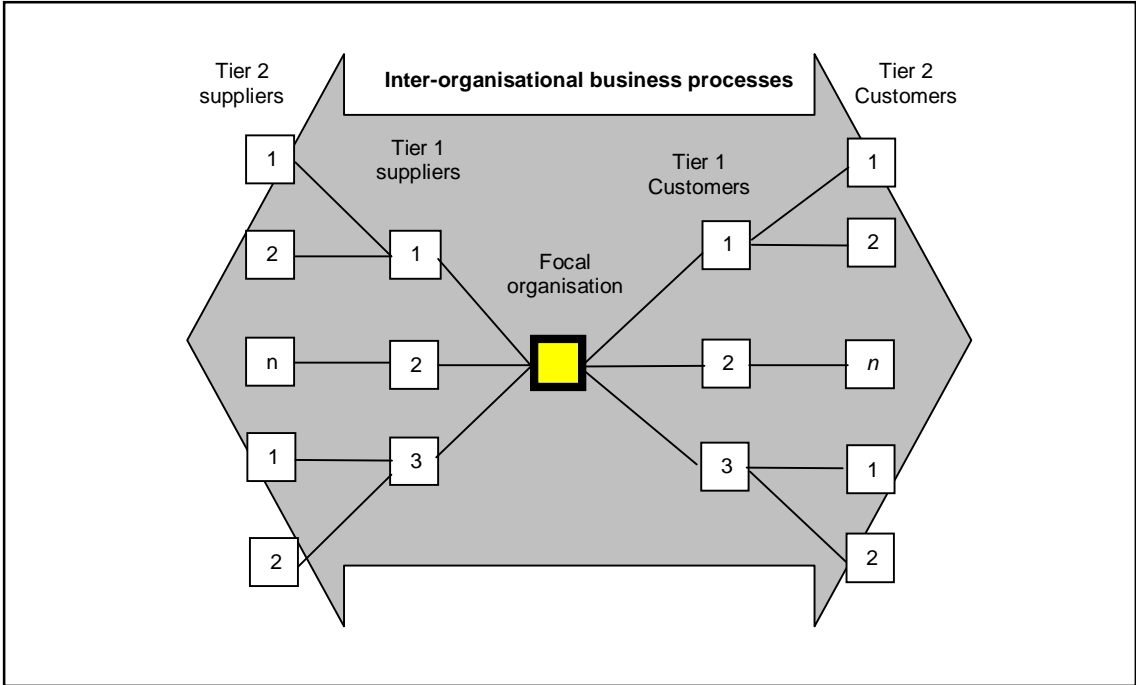 Inter-organisational business processes
Tier 2
suppliers
Tier 2
Customers
Tier 1
suppliers
Tier 1
Customers
Focal
organisation
1
1
2
1
1
2
n
2
2
n
1
3
3
1
2
2